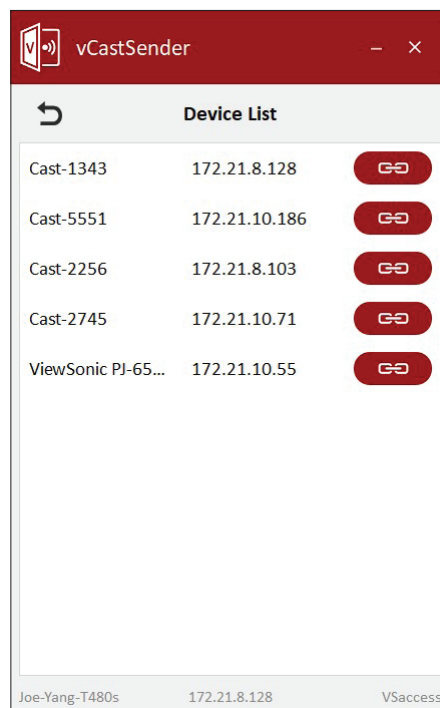 V vCastSender
Device List
Cast-1343 172.21.8.128
Cast-5551 172.21.10.186
Cast-2256 172.21.8.103
Cast-2745 172.21.10.71
ViewSonic PJ-65... 172.21.10.55
Joe-Yang-T480s 172.21.8.128 VSaccess